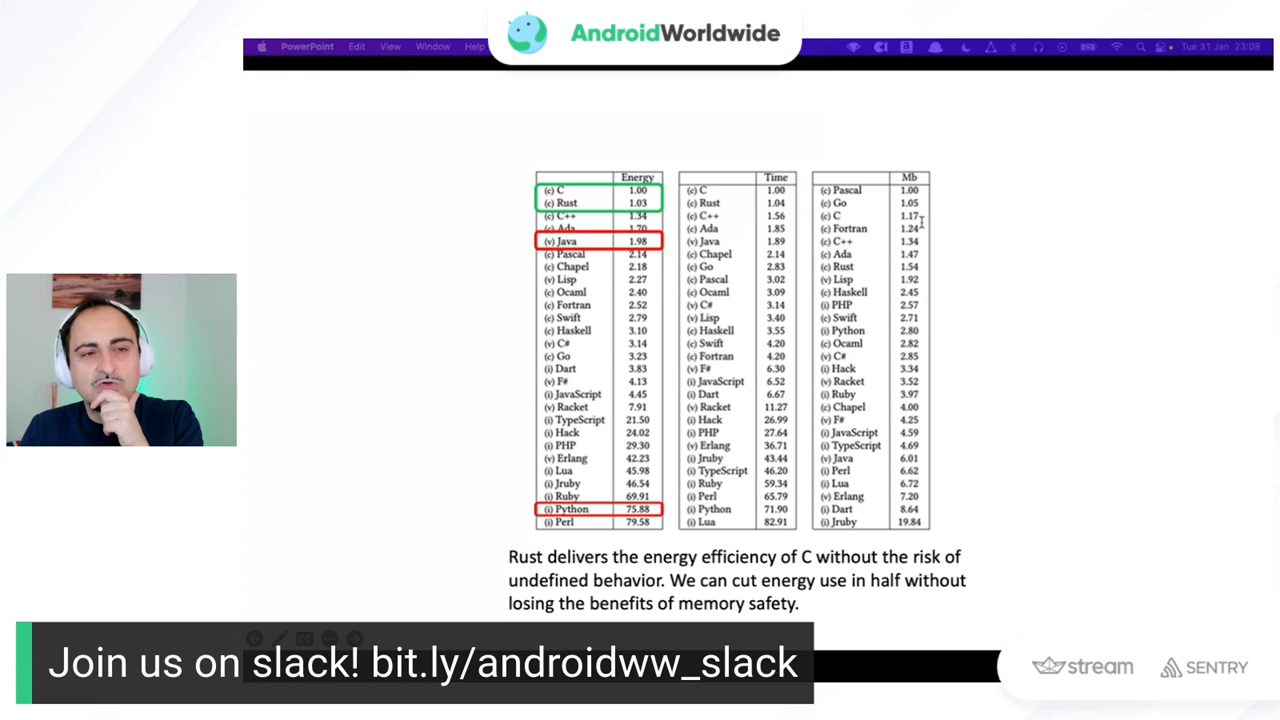 AndroidWorldwide
PowerPoint Edit View Window Help
Tue 31 Jan 23:08
Energy
(c) C 1.00
(c) Rust 1.03
(c) C++ 1.34
(c) Ada 1.70
(v) Java 1.98
(c) Pascal 2.14
(c) Chapel 2.18
(v) Lisp 2.27
(c) Ocaml 2.40
(c) Fortran 2.52
(c) Swift 2.79
(c) Haskell 3.10
(v) C# 3.14
(c) Go 3.23
(i) Dart 3.83
(v) F# 4.13
(i) JavaScript 4.45
(v) Racket 7.91
(i) TypeScript 21.50
(i) Hack 24.02
(i) PHP 29.30
(v) Erlang 42.23
(i) Lua 45.98
(i) Jruby 46.54
(i) Ruby 69.91
(i) Python 75.88
(i) Perl 79.58
Time
(c) C 1.00
(c) Rust 1.04
(c) C++ 1.56
(c) Ada 1.85
(v) Java 1.89
(c) Chapel 2.14
(c) Go 2.83
(c) Pascal 3.02
(c) Ocaml 3.09
(v) C# 3.14
(v) Lisp 3.40
(c) Haskell 3.55
(c) Swift 4.20
(c) Fortran 4.20
(v) F# 6.30
(i) JavaScript 6.52
(i) Dart 6.67
(v) Racket 11.27
(i) Hack 26.99
(i) PHP 27.64
(v) Erlang 36.71
(i) Jruby 43.44
(i) TypeScript 46.20
(i) Ruby 59.34
(i) Perl 65.79
(i) Python 71.90
(i) Lua 82.91
Mb
(c) Pascal 1.00
(c) Go 1.05
(c) C 1.17
(c) Fortran 1.24
(c) C++ 1.34
(c) Ada 1.47
(c) Rust 1.54
(v) Lisp 1.92
(c) Haskell 2.45
(i) PHP 2.57
(c) Swift 2.71
(i) Python 2.80
(c) Ocaml 2.82
(v) C# 2.85
(i) Hack 3.34
(v) Racket 3.52
(i) Ruby 3.97
(c) Chapel 4.00
(v) F# 4.25
(i) JavaScript 4.59
(i) TypeScript 4.69
(v) Java 6.01
(i) Perl 6.62
(i) Lua 6.72
(v) Erlang 7.20
(i) Dart 8.64
(i) Jruby 19.84
Rust delivers the energy efficiency of C without the risk of
undefined behavior. We can cut energy use in half without
losing the benefits of memory safety.
Join us on slack! bit.ly/androidww_slack
stream
SENTRY